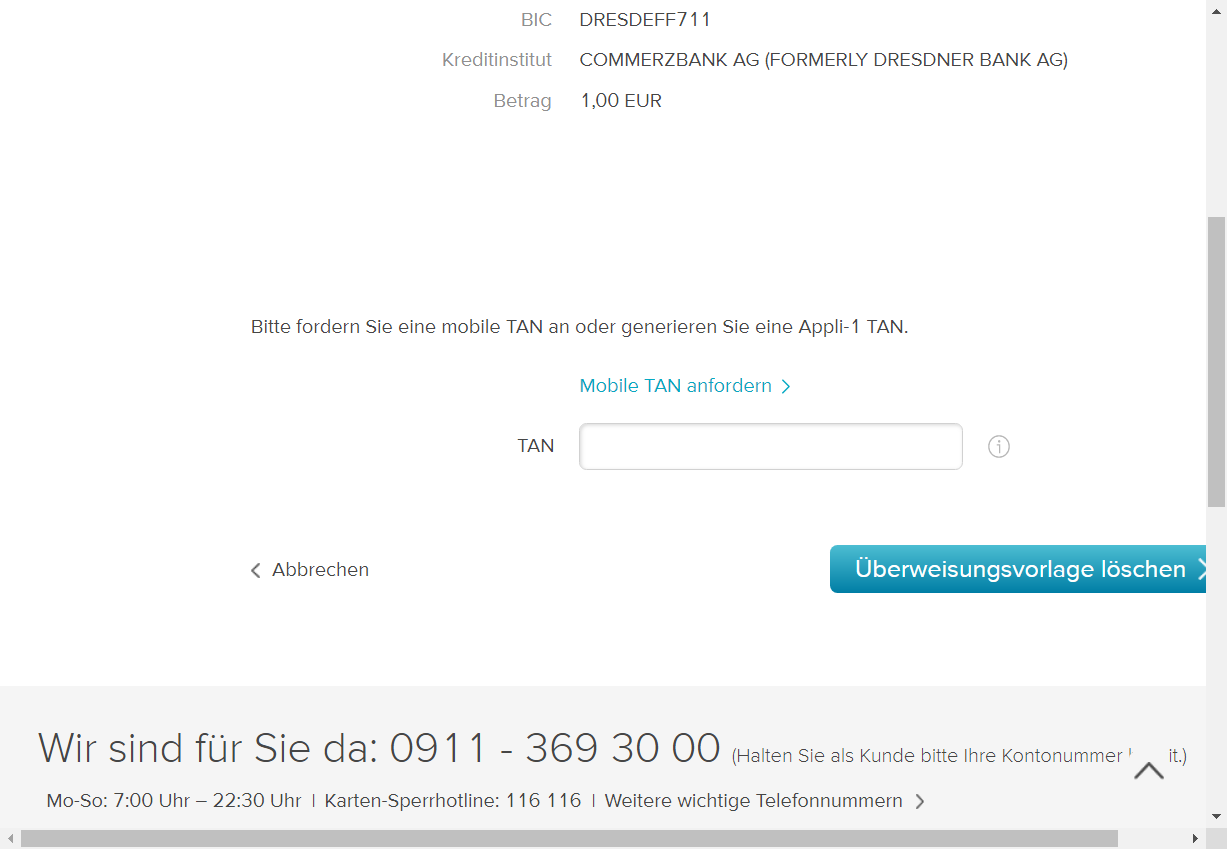 BIC DRESDEFF711
Kreditinstitut COMMERZBANK AG (FORMERLY DRESDNER BANK AG)
Betrag 1,00 EUR
Bitte fordern Sie eine mobile TAN an oder generieren Sie eine Appli-1 TAN.
Mobile TAN anfordern
TAN
Abbrechen Überweisungsvorlage löschen
Wir sind für Sie da: 0911 - 369 30 00 (Halten Sie als Kunde bitte Ihre Kontonummer it.)
Mo-So: 7:00 Uhr – 22:30 Uhr I Karten-Sperrhotline: 116 116 I Weitere wichtige Telefonnummern